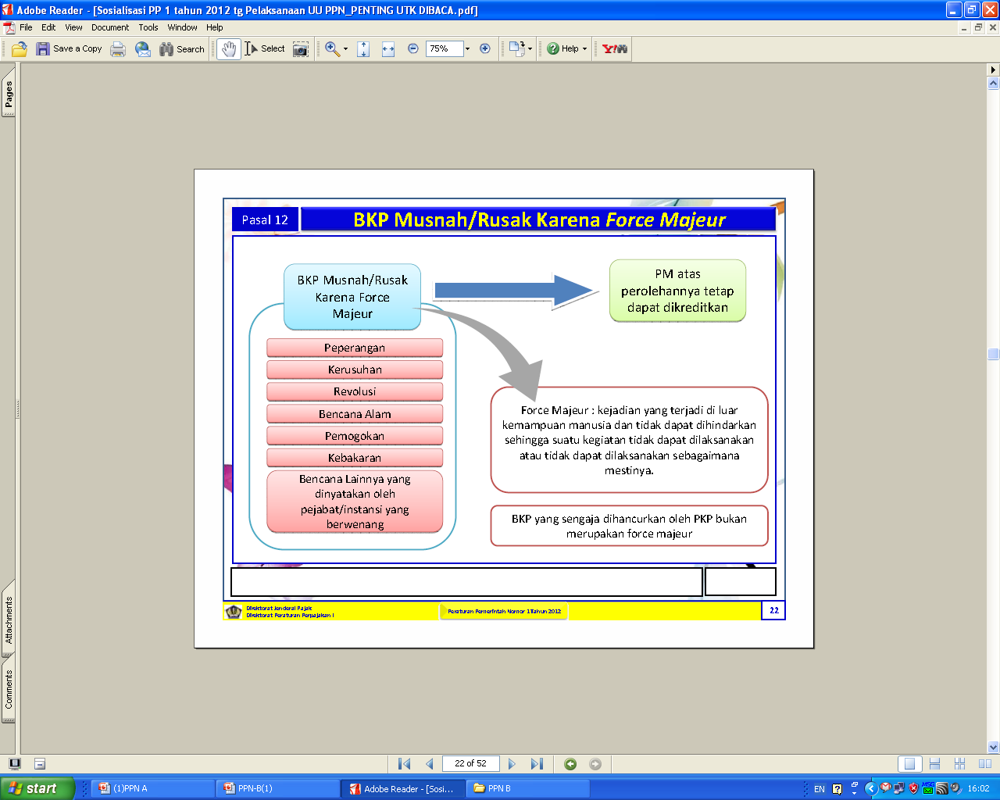 Adobe Reader - [Sosialisasi PP 1 tahun 2012 tg Pelaksanaan UU PPN_PENTING UTK DIBACA.pdf]
File Edit View Document Tools Window Help
Save a Copy Search Select 75% Help Y!
Pages
Pasal 12
BKP Musnah/Rusak Karena Force Majeur
BKP Musnah/Rusak
Karena Force
Majeur
PM atas
perolehannya tetap
dapat dikreditkan
Peperangan
Kerusuhan
Revolusi
Bencana Alam
Pemogokan
Kebakaran
Bencana Lainnya yang
dinyatakan oleh
pejabat/instansi yang
berwenang
Force Majeur : kejadian yang terjadi di luar
kemampuan manusia dan tidak dapat dihindarkan
sehingga suatu kegiatan tidak dapat dilaksanakan
atau tidak dapat dilaksanakan sebagaimana
mestinya.
BKP yang sengaja dihancurkan oleh PKP bukan
merupakan force majeur
Direktorat Jenderal Pajak
Direktorat Peraturan Perpajakan I
Peraturan Pemerintah Nomor 1 Tahun 2012
22
Attachments
Comments
22 of 52
start
(1)PPN A
PPN-B(1)
Adobe Reader - [Sosi...
PPN B
EN
MSG
16:02